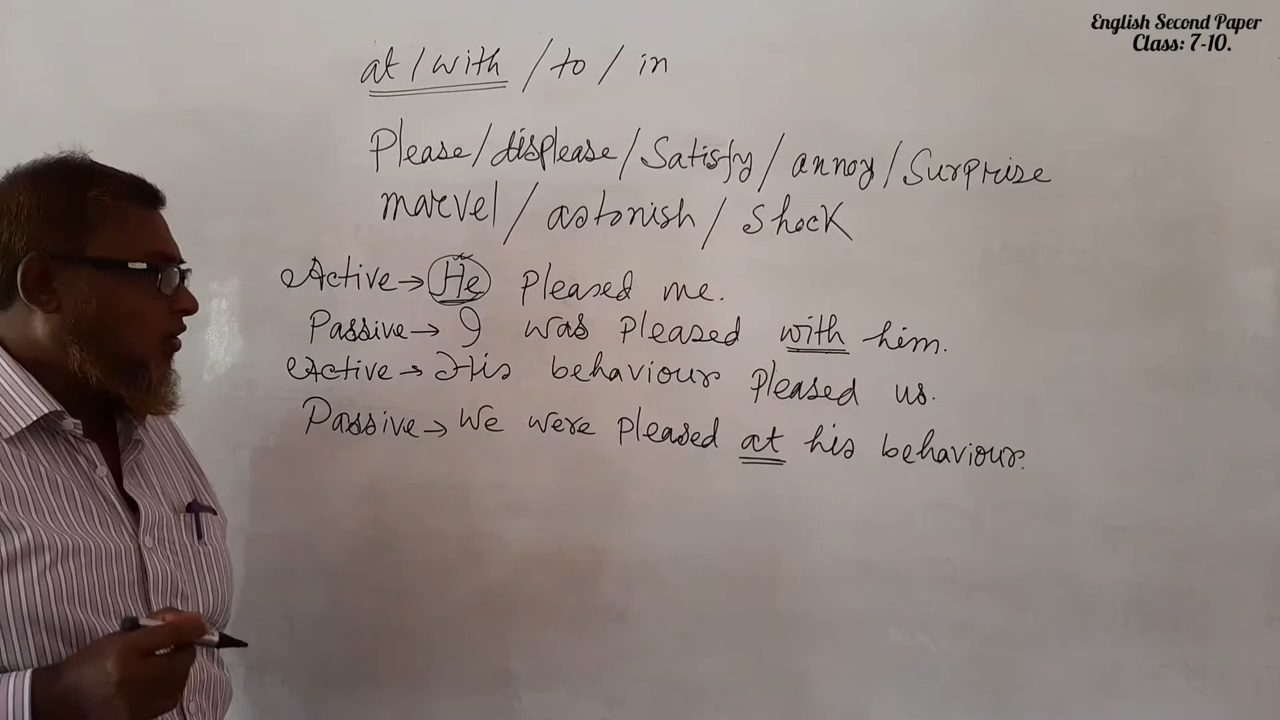 English Second Paper
Class: 7-10.
at / with / to / in
Please / displease / Satisfy / annoy / Surprise
marvel / astonish / Shock
Active → He Pleased me.
Passive → I was pleased with him.
Active → His behaviour pleased us.
Passive → We were pleased at his behaviour.